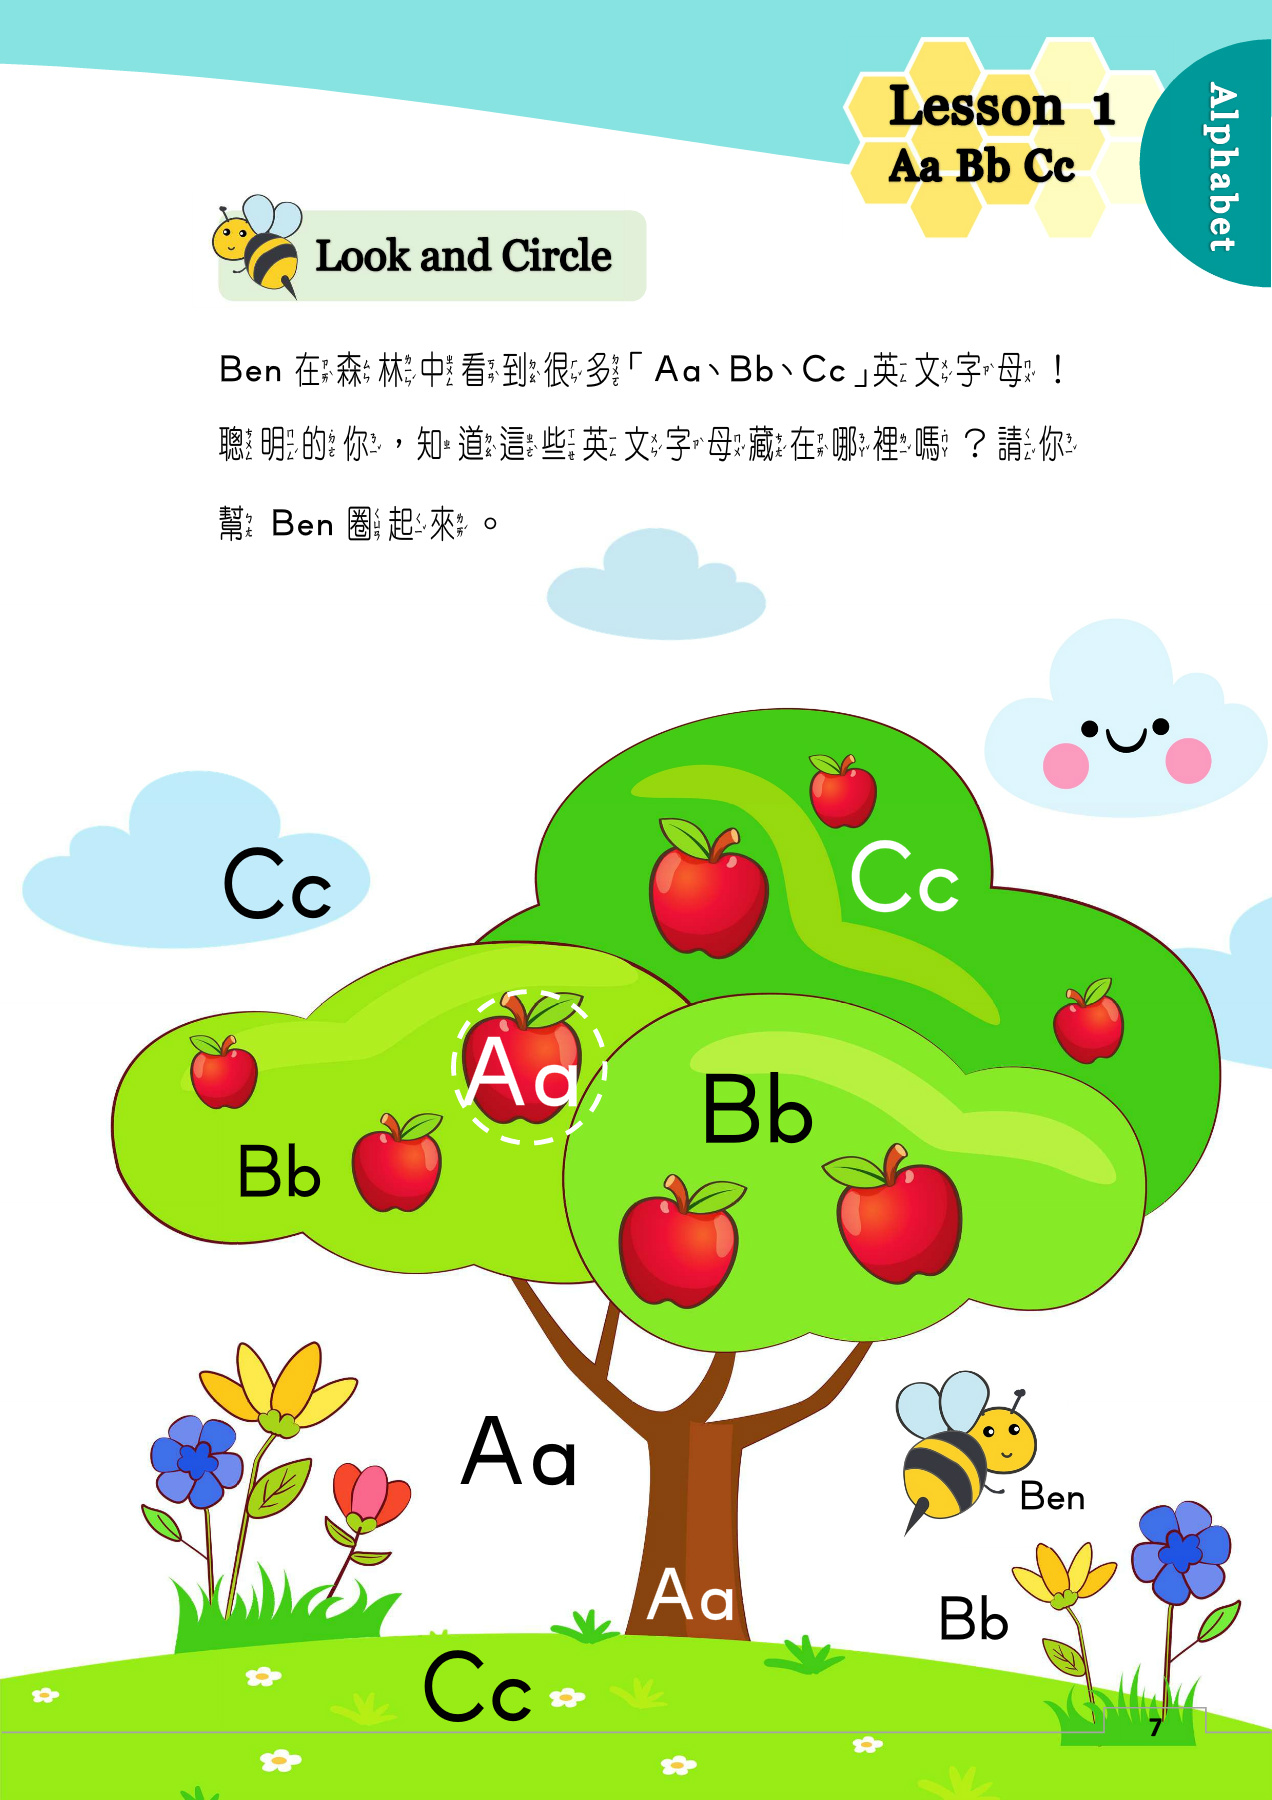 Lesson 1
Aa Bb Cc
Alphabet
Look and Circle
Ben 在森林中看到很多「Aa、Bb、Cc」英文字母！
聰明的你，知道這些英文字母藏在哪裡嗎？請你
幫 Ben 圈起來。
Cc
Cc
Aa
Bb
Bb
Aa
Ben
Aa
Bb
Cc
7